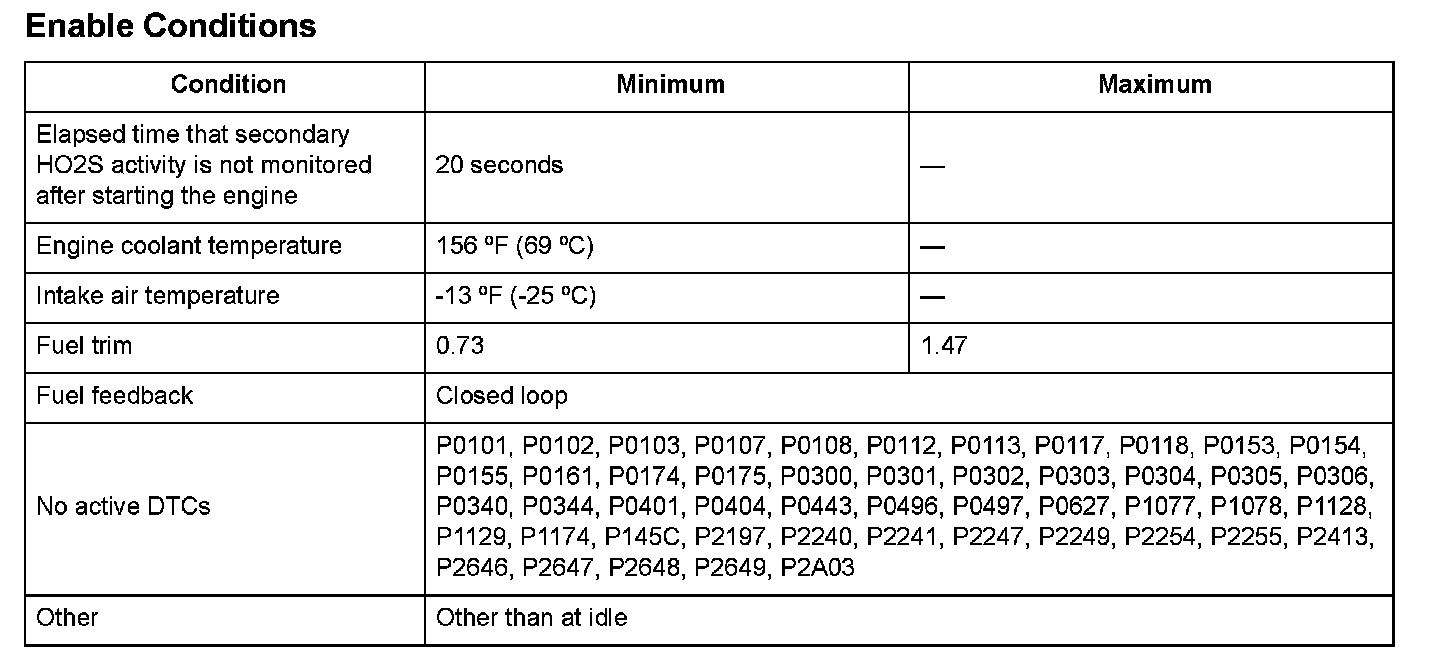 Enable Conditions
Condition Minimum Maximum
Elapsed time that secondary
HO2S activity is not monitored
after starting the engine
20 seconds —
Engine coolant temperature 156 ºF (69 ºC) —
Intake air temperature -13 ºF (-25 ºC) —
Fuel trim 0.73 1.47
Fuel feedback Closed loop
No active DTCs
P0101, P0102, P0103, P0107, P0108, P0112, P0113, P0117, P0118, P0153, P0154,
P0155, P0161, P0174, P0175, P0300, P0301, P0302, P0303, P0304, P0305, P0306,
P0340, P0344, P0401, P0404, P0443, P0496, P0497, P0627, P1077, P1078, P1128,
P1129, P1174, P145C, P2197, P2240, P2241, P2247, P2249, P2254, P2255, P2413,
P2646, P2647, P2648, P2649, P2A03
Other Other than at idle